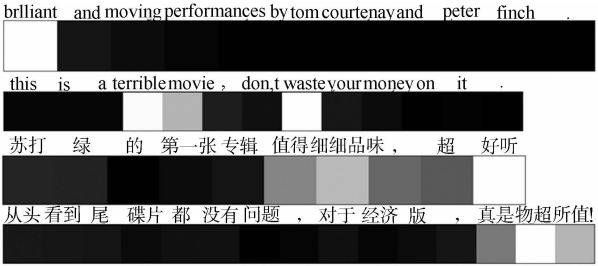 brlliant and moving performances by tom courtenay and peter finch .
this is a terrible movie , don,t waste your money on it .
苏打 绿 的 第一张 专辑 值得 细细品味 , 超 好听
从头 看到 尾 碟片 都 没有 问题 , 对于 经济 版 , 真是 物超所值!